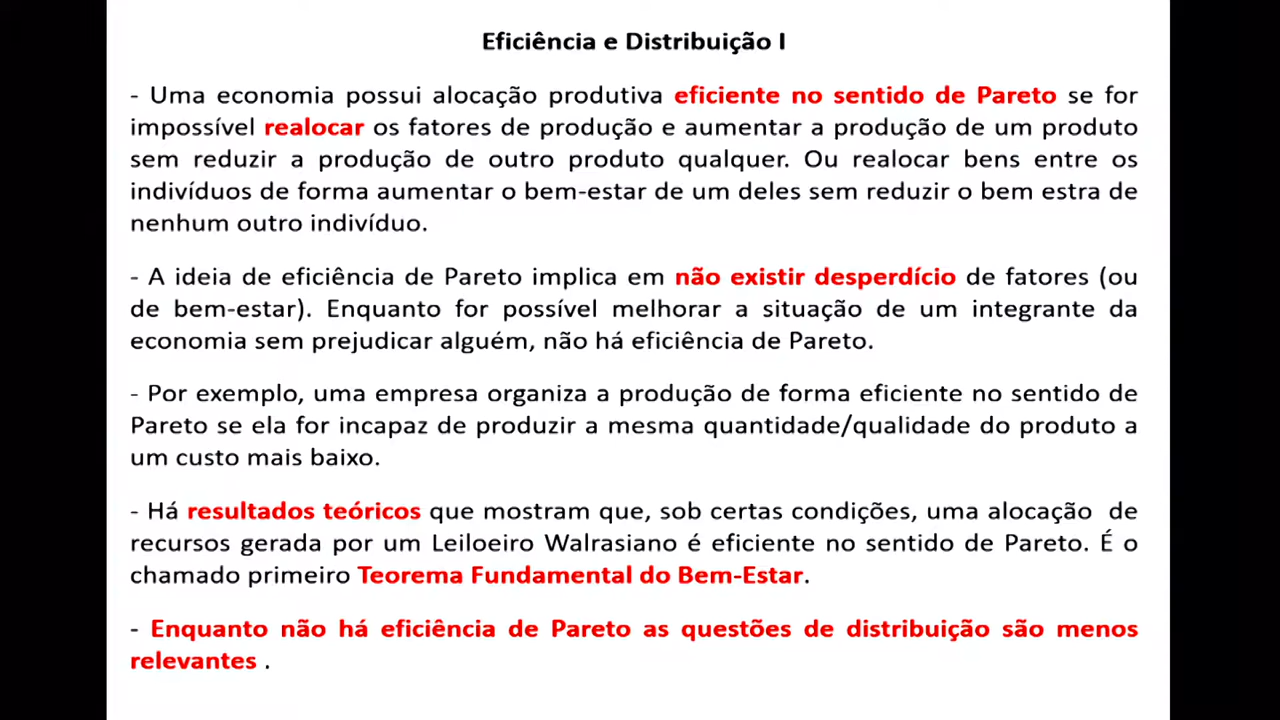 Eficiência e Distribuição I
- Uma economia possui alocação produtiva eficiente no sentido de Pareto se for
impossível realocar os fatores de produção e aumentar a produção de um produto
sem reduzir a produção de outro produto qualquer. Ou realocar bens entre os
indivíduos de forma aumentar o bem-estar de um deles sem reduzir o bem estra de
nenhum outro indivíduo.
- A ideia de eficiência de Pareto implica em não existir desperdício de fatores (ou
de bem-estar). Enquanto for possível melhorar a situação de um integrante da
economia sem prejudicar alguém, não há eficiência de Pareto.
- Por exemplo, uma empresa organiza a produção de forma eficiente no sentido de
Pareto se ela for incapaz de produzir a mesma quantidade/qualidade do produto a
um custo mais baixo.
- Há resultados teóricos que mostram que, sob certas condições, uma alocação de
recursos gerada por um Leiloeiro Walrasiano é eficiente no sentido de Pareto. É o
chamado primeiro Teorema Fundamental do Bem-Estar.
- Enquanto não há eficiência de Pareto as questões de distribuição são menos
relevantes .